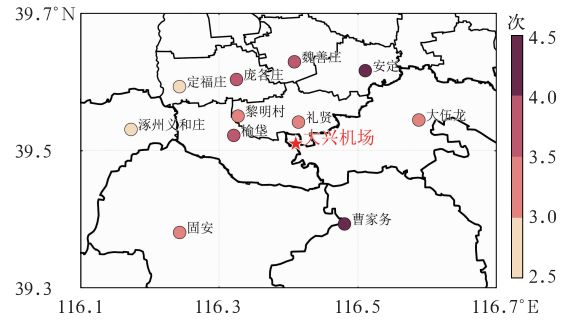 39.7°N
39.5
39.3
116.1
116.3
116.5
116.7°E
次
4.5
4.0
3.5
3.0
2.5
魏善庄
安定
庞各庄
定福庄
黎明村
礼贤
大仵龙
涿州义和庄
榆垡
大兴机场
曹家务
固安